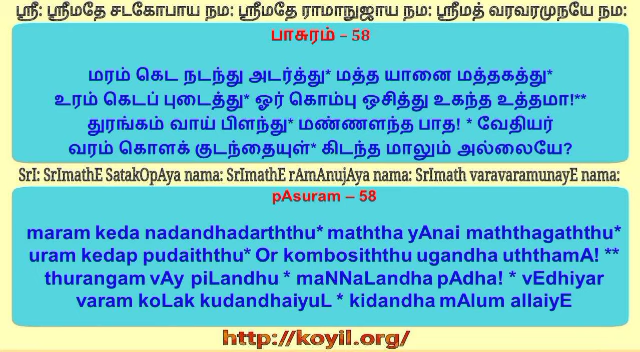 ஸ்ரீ: ஸ்ரீமதே சடகோபாய நம: ஸ்ரீமதே ராமாநுஜாய நம: ஸ்ரீமத் வரவரமுநயே நம:
பாசுரம் – 58
மரம் கெட நடந்து அடர்த்து* மத்த யானை மத்தகத்து*
உரம் கெடப் புடைத்து* ஓர் கொம்பு ஒசித்து உகந்த உத்தமா!**
துரங்கம் வாய் பிளந்து* மண்ணளந்த பாத! * வேதியர்
வரம் கொளக் குடந்தையுள்* கிடந்த மாலும் அல்லையே?
SrI: SrImathE SatakOpAya nama: SrImathE rAmAnujAya nama: SrImath varavaramunayE nama:
pAsuram – 58
maram keda nadandhadarththu* maththa yAnai maththagaththu*
uram kedap pudaiththu* Or kombosiththu ugandha uththamA! **
thurangam vAy piLandhu * maNNaLandha pAdha! * vEdhiyar
varam koLak kudandhaiyuL * kidandha mAlum allaiyE
http://koyil.org/